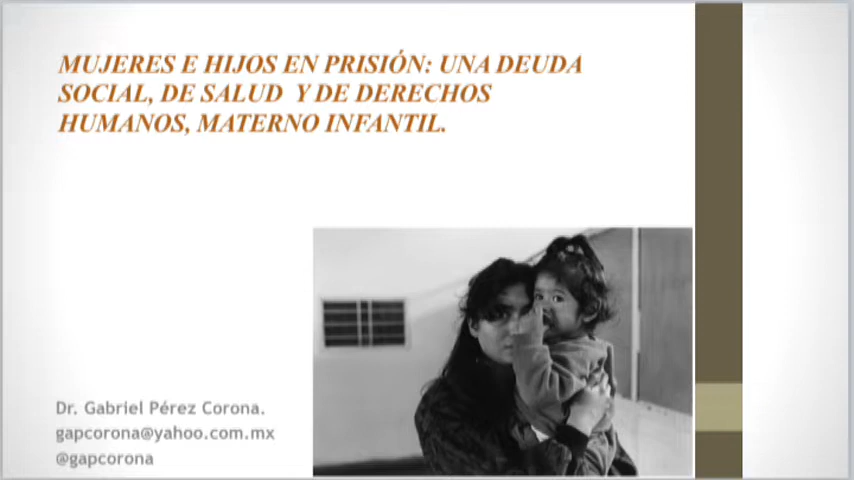 MUJERES E HIJOS EN PRISIÓN: UNA DEUDA
SOCIAL, DE SALUD Y DE DERECHOS
HUMANOS, MATERNO INFANTIL.
Dr. Gabriel Pérez Corona.
gapcorona@yahoo.com.mx
@gapcorona